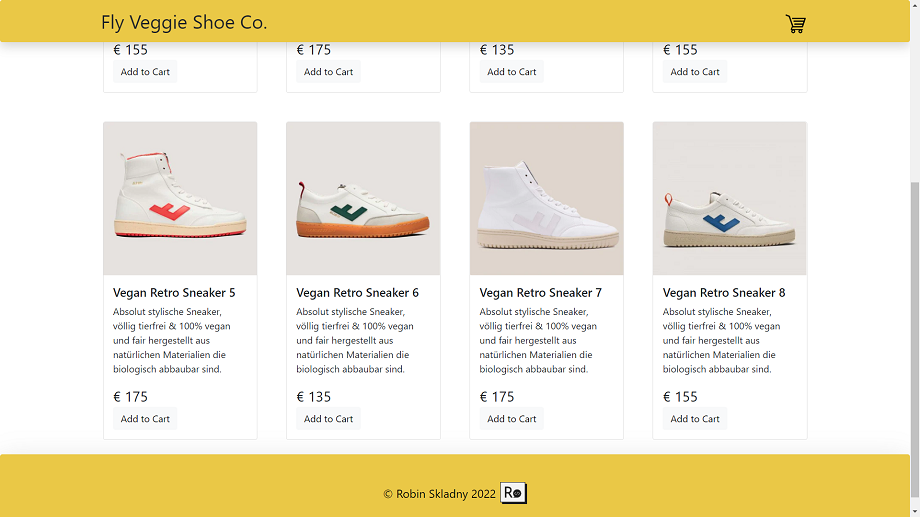 Fly Veggie Shoe Co.
€ 155
€ 175
€ 135
€ 155
Add to Cart
Add to Cart
Add to Cart
Add to Cart
Vegan Retro Sneaker 5
Absolut stylische Sneaker,
völlig tierfrei & 100% vegan
und fair hergestellt aus
natürlichen Materialien die
biologisch abbaubar sind.
€ 175
Add to Cart
Vegan Retro Sneaker 6
Absolut stylische Sneaker,
völlig tierfrei & 100% vegan
und fair hergestellt aus
natürlichen Materialien die
biologisch abbaubar sind.
€ 135
Add to Cart
Vegan Retro Sneaker 7
Absolut stylische Sneaker,
völlig tierfrei & 100% vegan
und fair hergestellt aus
natürlichen Materialien die
biologisch abbaubar sind.
€ 175
Add to Cart
Vegan Retro Sneaker 8
Absolut stylische Sneaker,
völlig tierfrei & 100% vegan
und fair hergestellt aus
natürlichen Materialien die
biologisch abbaubar sind.
€ 155
Add to Cart
© Robin Skladny 2022